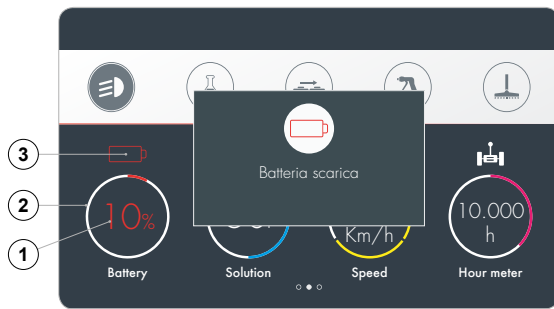 Batteria scarica
3
2
1
10%
Km/h
10.000
h
Battery
Solution
Speed
Hour meter